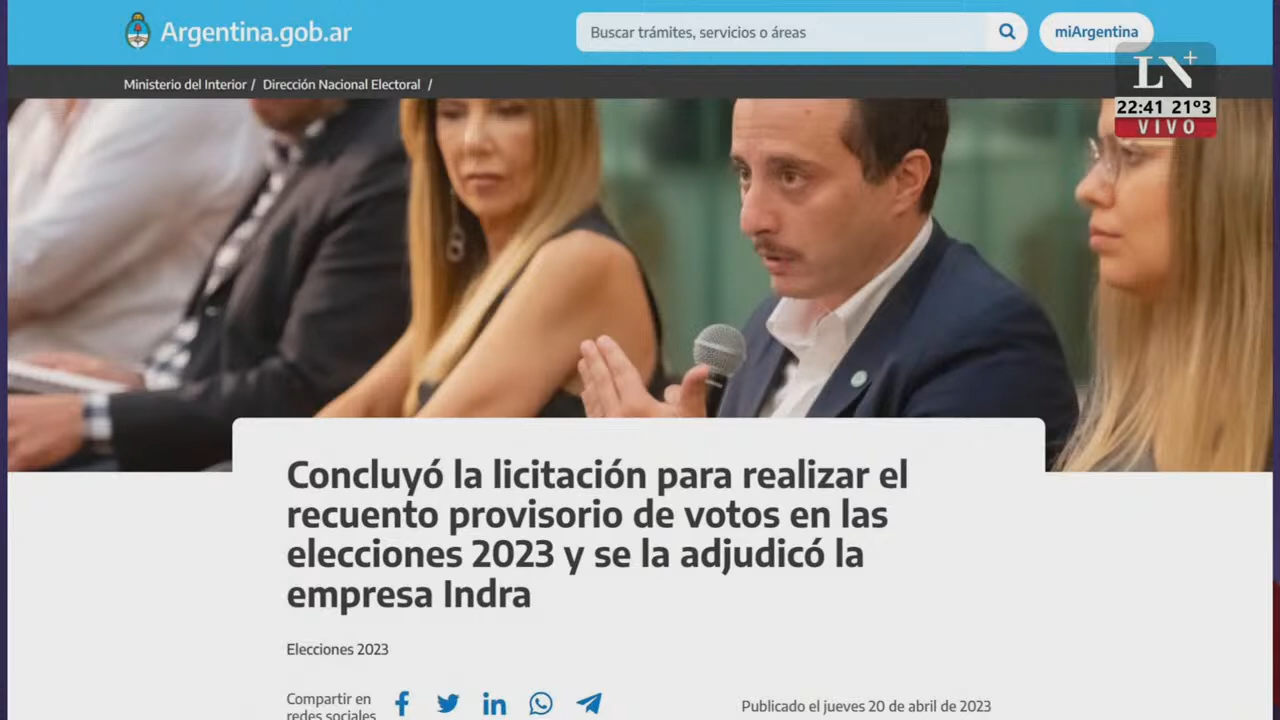 Argentina.gob.ar
Buscar trámites, servicios o áreas
miArgentina
Ministerio del Interior / Dirección Nacional Electoral /
LN+
22:41 21°3
VIVO
Concluyó la licitación para realizar el
recuento provisorio de votos en las
elecciones 2023 y se la adjudicó la
empresa Indra
Elecciones 2023
Compartir en
redes sociales
Publicado el jueves 20 de abril de 2023